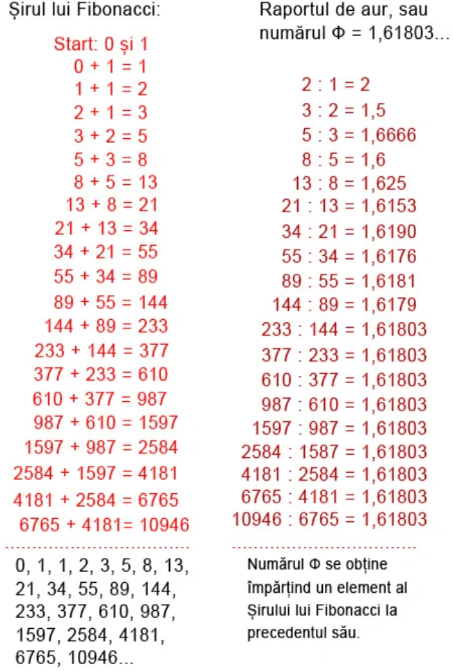 Șirul lui Fibonacci:
Start: 0 și 1
0 + 1 = 1
1 + 1 = 2
2 + 1 = 3
3 + 2 = 5
5 + 3 = 8
8 + 5 = 13
13 + 8 = 21
21 + 13 = 34
34 + 21 = 55
55 + 34 = 89
89 + 55 = 144
144 + 89 = 233
233 + 144 = 377
377 + 233 = 610
610 + 377 = 987
987 + 610 = 1597
1597 + 987 = 2584
2584 + 1597 = 4181
4181 + 2584 = 6765
6765 + 4181= 10946
0, 1, 1, 2, 3, 5, 8, 13,
21, 34, 55, 89, 144,
233, 377, 610, 987,
1597, 2584, 4181,
6765, 10946...
Raportul de aur, sau
numărul Φ = 1,61803...
2 : 1 = 2
3 : 2 = 1,5
5 : 3 = 1,6666
8 : 5 = 1,6
13 : 8 = 1,625
21 : 13 = 1,6153
34 : 21 = 1,6190
55 : 34 = 1,6176
89 : 55 = 1,6181
144 : 89 = 1,6179
233 : 144 = 1,61803
377 : 233 = 1,61803
610 : 377 = 1,61803
987 : 610 = 1,61803
1597 : 987 = 1,61803
2584 : 1587 = 1,61803
4181 : 2584 = 1,61803
6765 : 4181 = 1,61803
10946 : 6765 = 1,61803
Numărul Φ se obține
împărțind un element al
Șirului lui Fibonacci la
precedentul său.